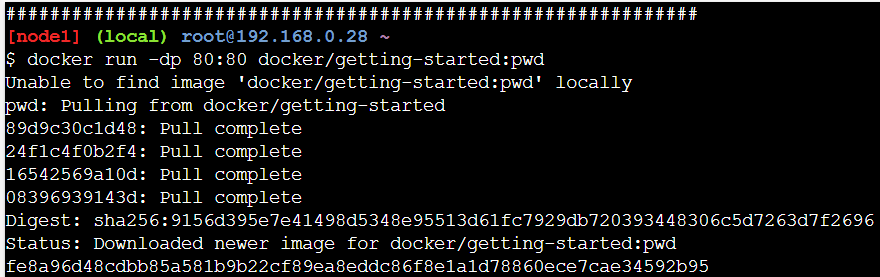 ###############################################################
[node1] (local) root@192.168.0.28 ~
$ docker run -dp 80:80 docker/getting-started:pwd
Unable to find image 'docker/getting-started:pwd' locally
pwd: Pulling from docker/getting-started
89d9c30c1d48: Pull complete
24f1c4f0b2f4: Pull complete
16542569a10d: Pull complete
08396939143d: Pull complete
Digest: sha256:9156d395e7e41498d5348e95513d61fc7929db720393448306c5d7263d7f2696
Status: Downloaded newer image for docker/getting-started:pwd
fe8a96d48cdbb85a581b9b22cf89ea8eddc86f8e1a1d78860ece7cae34592b95